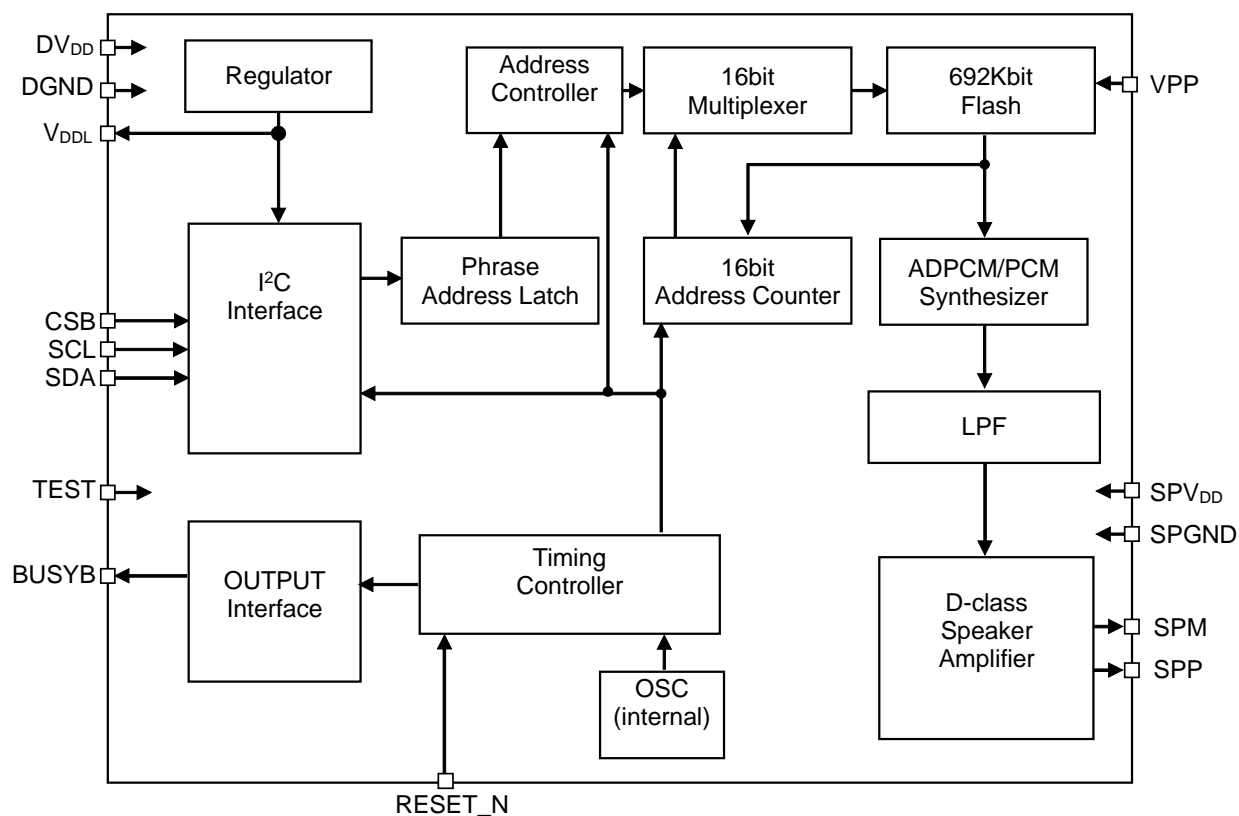 DVDD
DGND
VDDL
Regulator
Address
Controller
16bit
Multiplexer
692Kbit
Flash
VPP
I²C
Interface
Phrase
Address Latch
16bit
Address Counter
ADPCM/PCM
Synthesizer
CSB
SCL
SDA
LPF
TEST
SPVDD
SPGND
BUSYB
OUTPUT
Interface
Timing
Controller
D-class
Speaker
Amplifier
SPM
SPP
OSC
(internal)
RESET_N